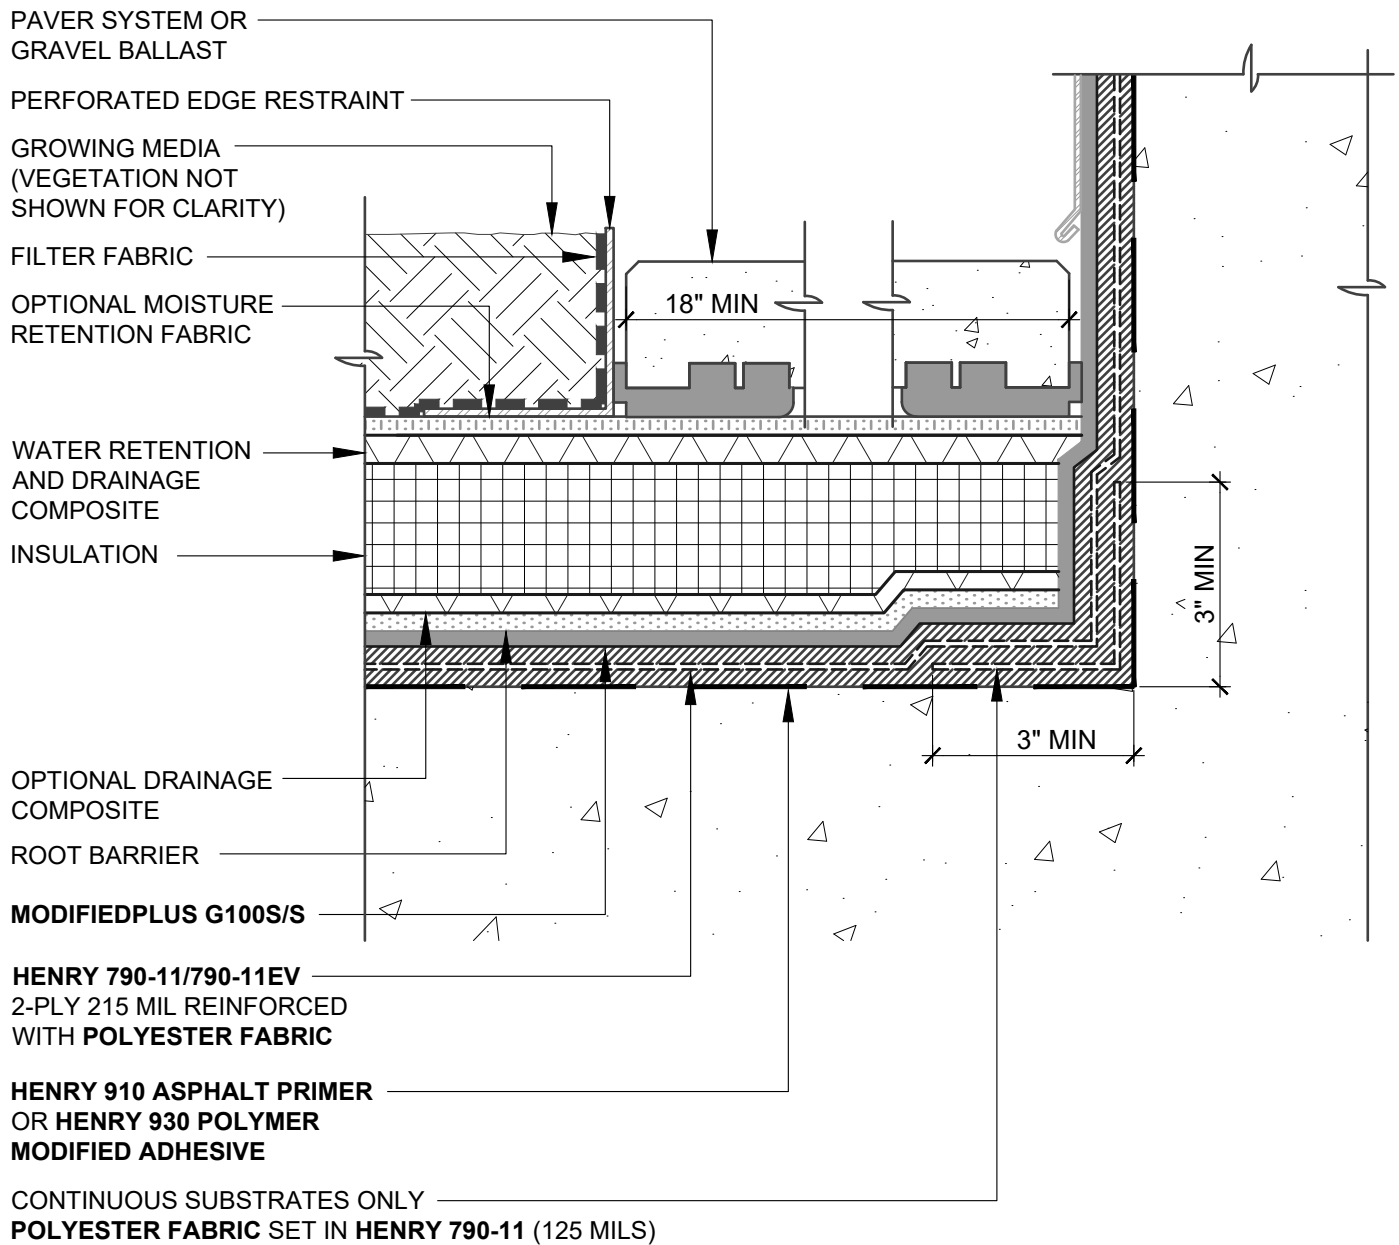 PAVER SYSTEM OR
GRAVEL BALLAST
PERFORATED EDGE RESTRAINT
GROWING MEDIA
(VEGETATION NOT
SHOWN FOR CLARITY)
FILTER FABRIC
OPTIONAL MOISTURE
RETENTION FABRIC
18" MIN
WATER RETENTION
AND DRAINAGE
COMPOSITE
INSULATION
3" MIN
3" MIN
OPTIONAL DRAINAGE
COMPOSITE
ROOT BARRIER
MODIFIEDPLUS G100S/S
HENRY 790-11/790-11EV
2-PLY 215 MIL REINFORCED
WITH POLYESTER FABRIC
HENRY 910 ASPHALT PRIMER
OR HENRY 930 POLYMER
MODIFIED ADHESIVE
CONTINUOUS SUBSTRATES ONLY
POLYESTER FABRIC SET IN HENRY 790-11 (125 MILS)